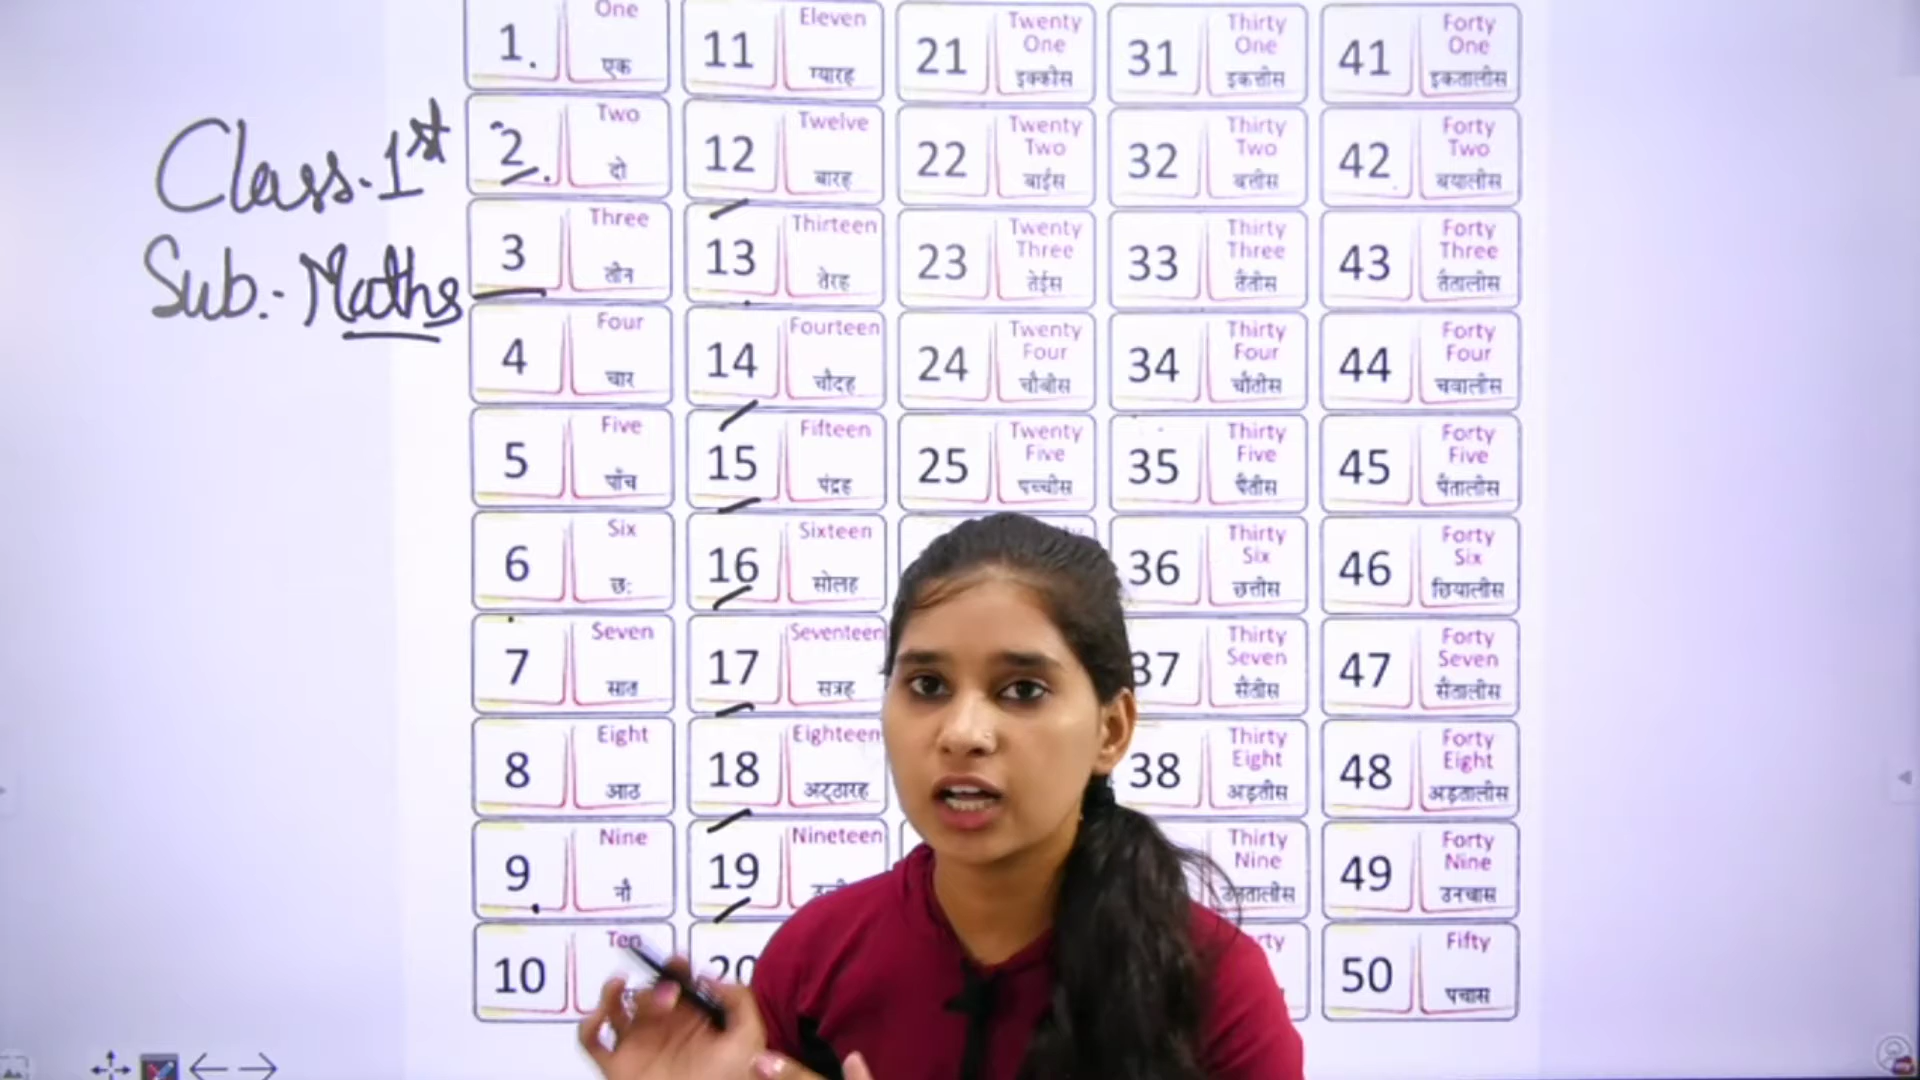 Class.1st
Sub:- Maths
1. One एक
2. Two दो
3 Three तीन
4 Four चार
5 Five पाँच
6 Six छः
7 Seven सात
8 Eight आठ
9 Nine नौ
10 Ten
11 Eleven ग्यारह
12 Twelve बारह
13 Thirteen तेरह
14 Fourteen चौदह
15 Fifteen पंद्रह
16 Sixteen सोलह
17 Seventeen सत्रह
18 Eighteen अट्ठारह
19 Nineteen
20
21 Twenty One इक्कीस
22 Twenty Two बाईस
23 Twenty Three तेईस
24 Twenty Four चौबीस
25 Twenty Five पच्चीस
31 Thirty One इकत्तीस
32 Thirty Two बत्तीस
33 Thirty Three तैंतीस
34 Thirty Four चौंतीस
35 Thirty Five पैंतीस
36 Thirty Six छत्तीस
37 Thirty Seven सैंतीस
38 Thirty Eight अड़तीस
Thirty Nine उनतालीस
41 Forty One इकतालीस
42 Forty Two बयालीस
43 Forty Three तैंतालीस
44 Forty Four चवालीस
45 Forty Five पैंतालीस
46 Forty Six छियालीस
47 Forty Seven सैंतालीस
48 Forty Eight अड़तालीस
49 Forty Nine उनचास
50 Fifty पचास